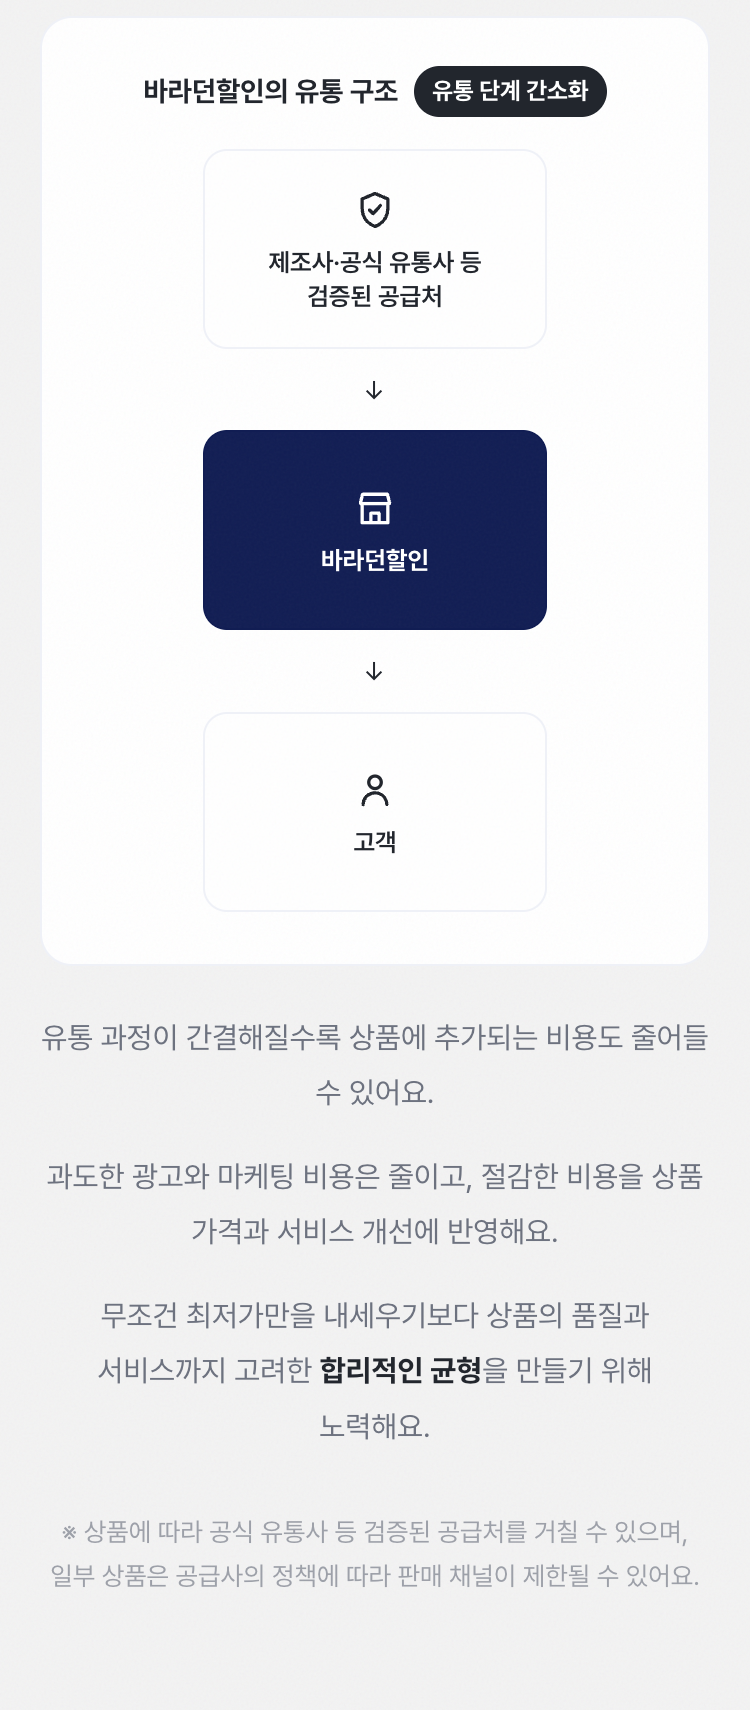 바라던할인의 유통 구조 유통 단계 간소화
제조사·공식 유통사 등
검증된 공급처
↓
바라던할인
↓
고객
유통 과정이 간결해질수록 상품에 추가되는 비용도 줄어들
수 있어요.
과도한 광고와 마케팅 비용은 줄이고, 절감한 비용을 상품
가격과 서비스 개선에 반영해요.
무조건 최저가만을 내세우기보다 상품의 품질과
서비스까지 고려한 합리적인 균형을 만들기 위해
노력해요.
※ 상품에 따라 공식 유통사 등 검증된 공급처를 거칠 수 있으며,
일부 상품은 공급사의 정책에 따라 판매 채널이 제한될 수 있어요.